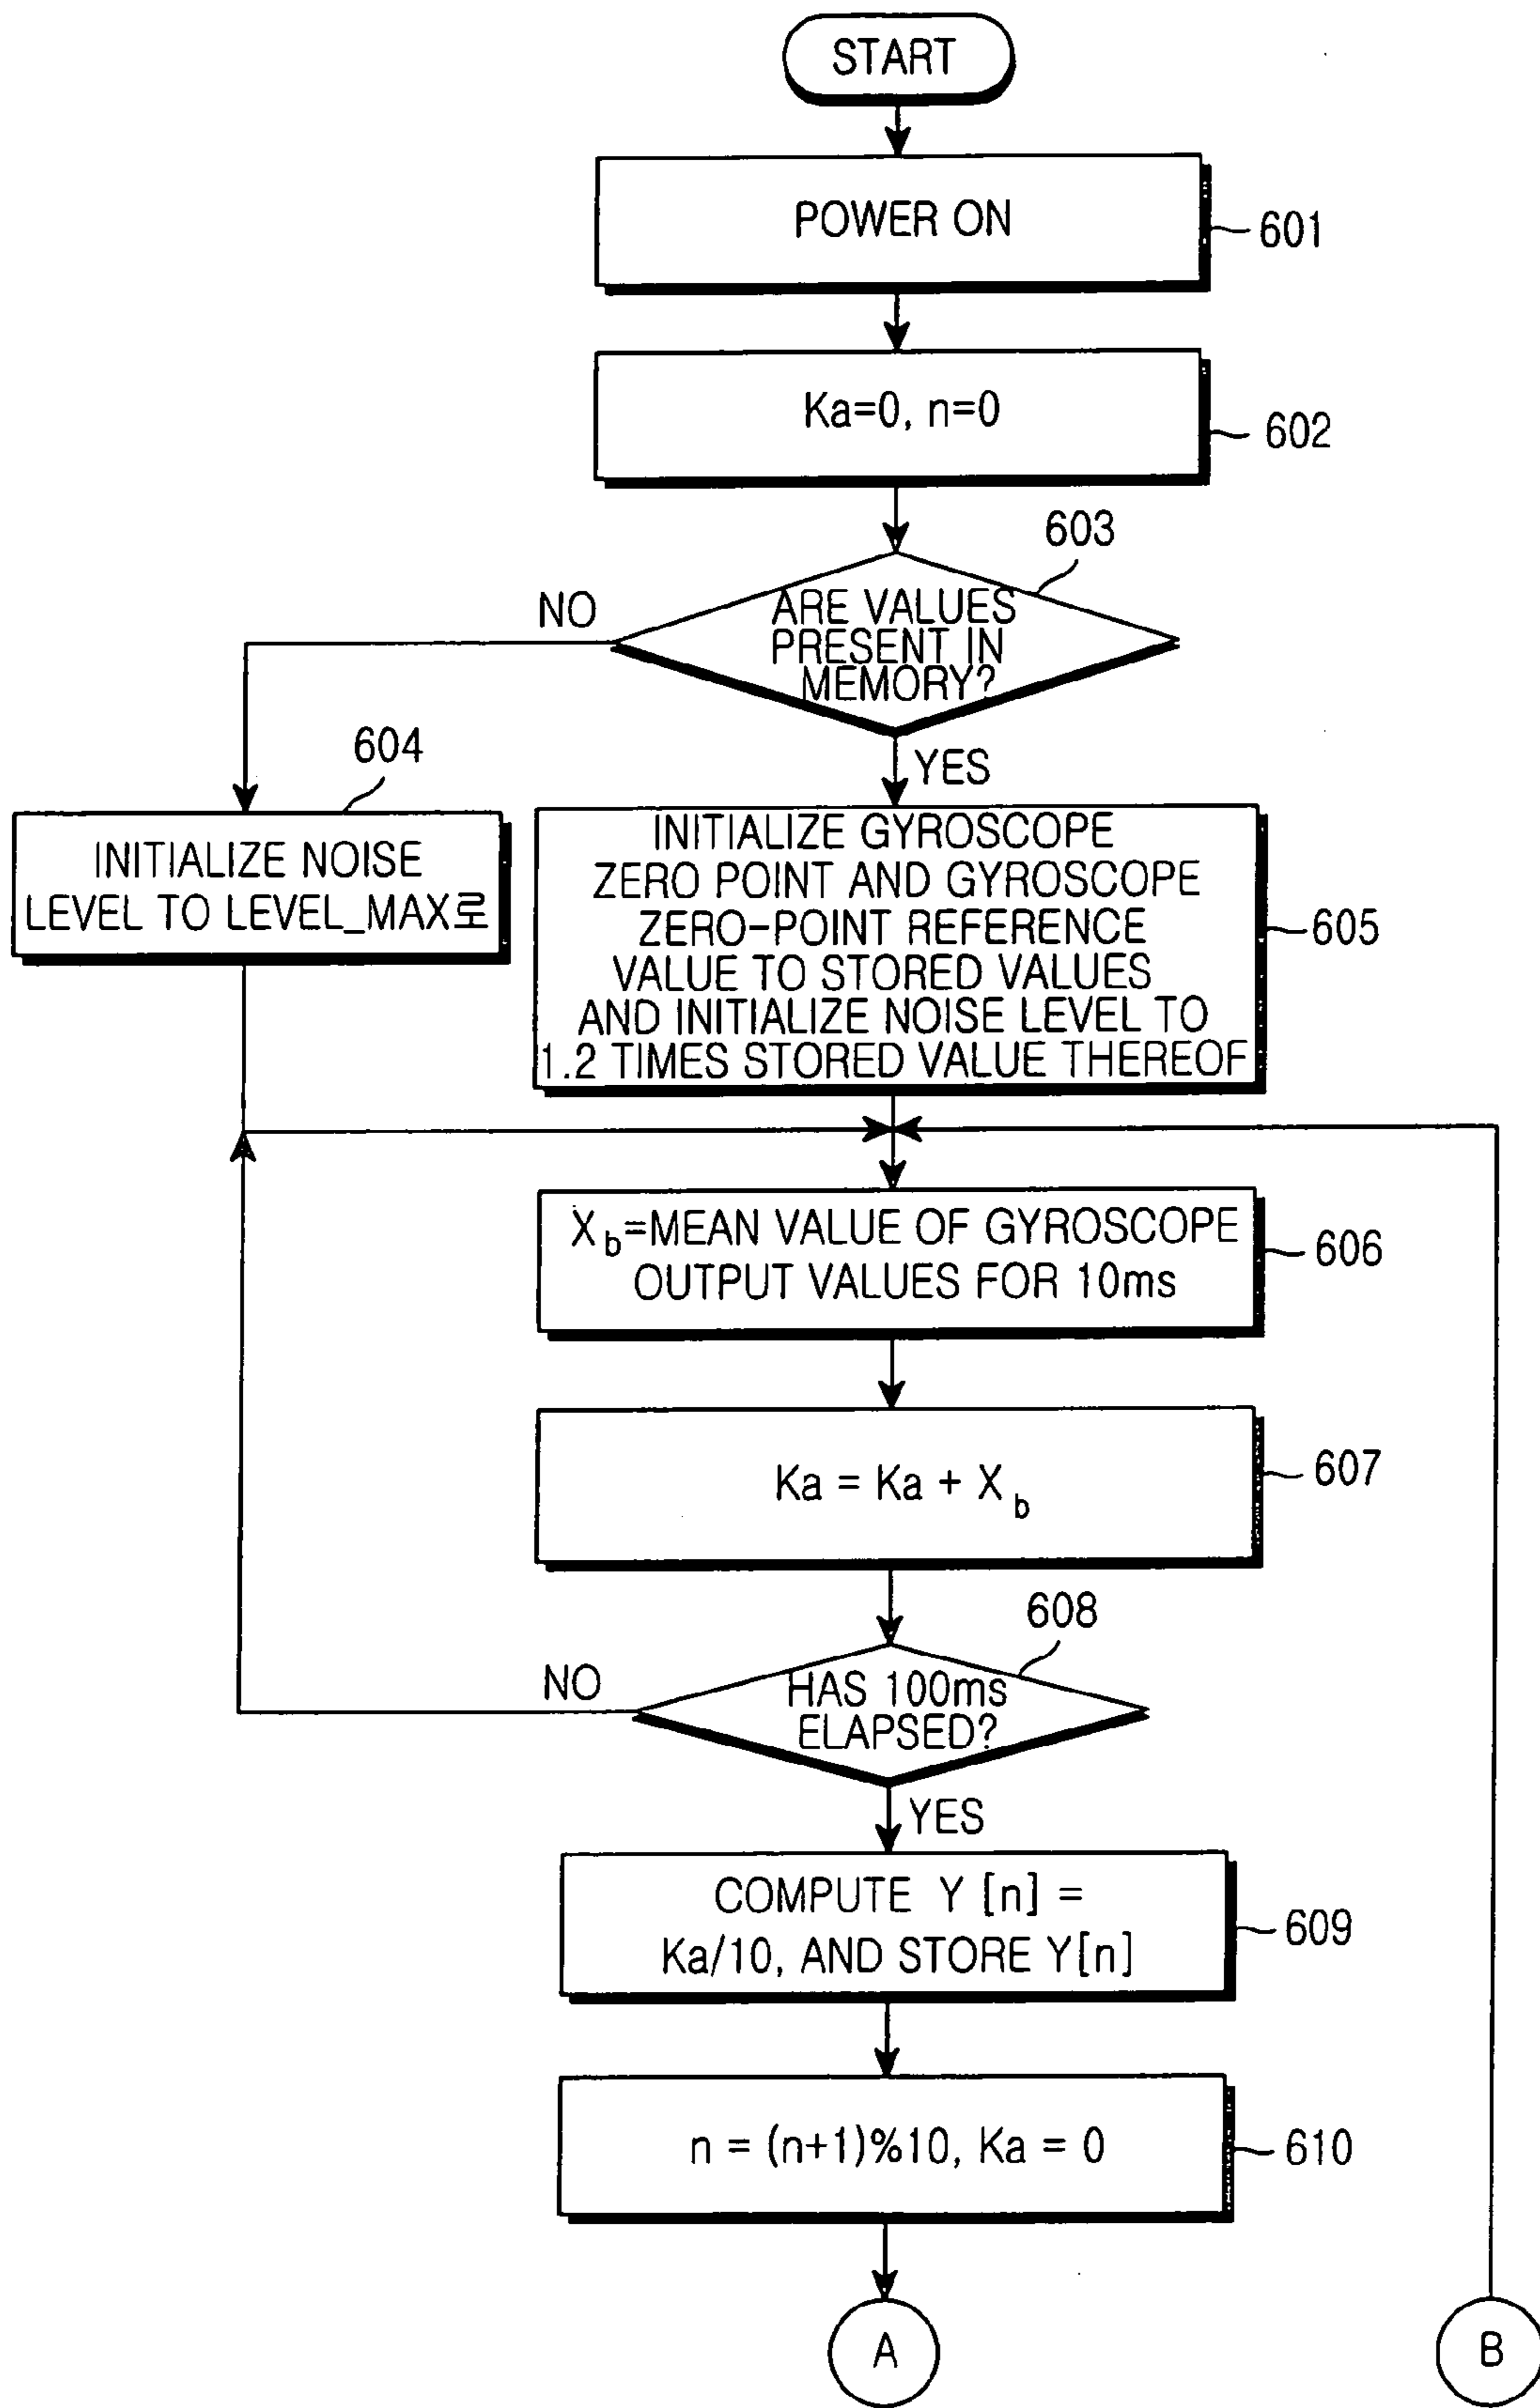 START
POWER ON
601
Ka=0, n=0
602
603
NO
ARE VALUES
PRESENT IN
MEMORY?
604
YES
INITIALIZE NOISE
LEVEL TO LEVEL_MAX로
INITIALIZE GYROSCOPE
ZERO POINT AND GYROSCOPE
ZERO-POINT REFERENCE
VALUE TO STORED VALUES
AND INITIALIZE NOISE LEVEL TO
1.2 TIMES STORED VALUE THEREOF
605
Xb=MEAN VALUE OF GYROSCOPE
OUTPUT VALUES FOR 10ms
606
Ka = Ka + Xb
607
608
NO
HAS 100ms
ELAPSED?
YES
COMPUTE Y [n] =
Ka/10, AND STORE Y[n]
609
n = (n+1)%10, Ka = 0
610
A
B